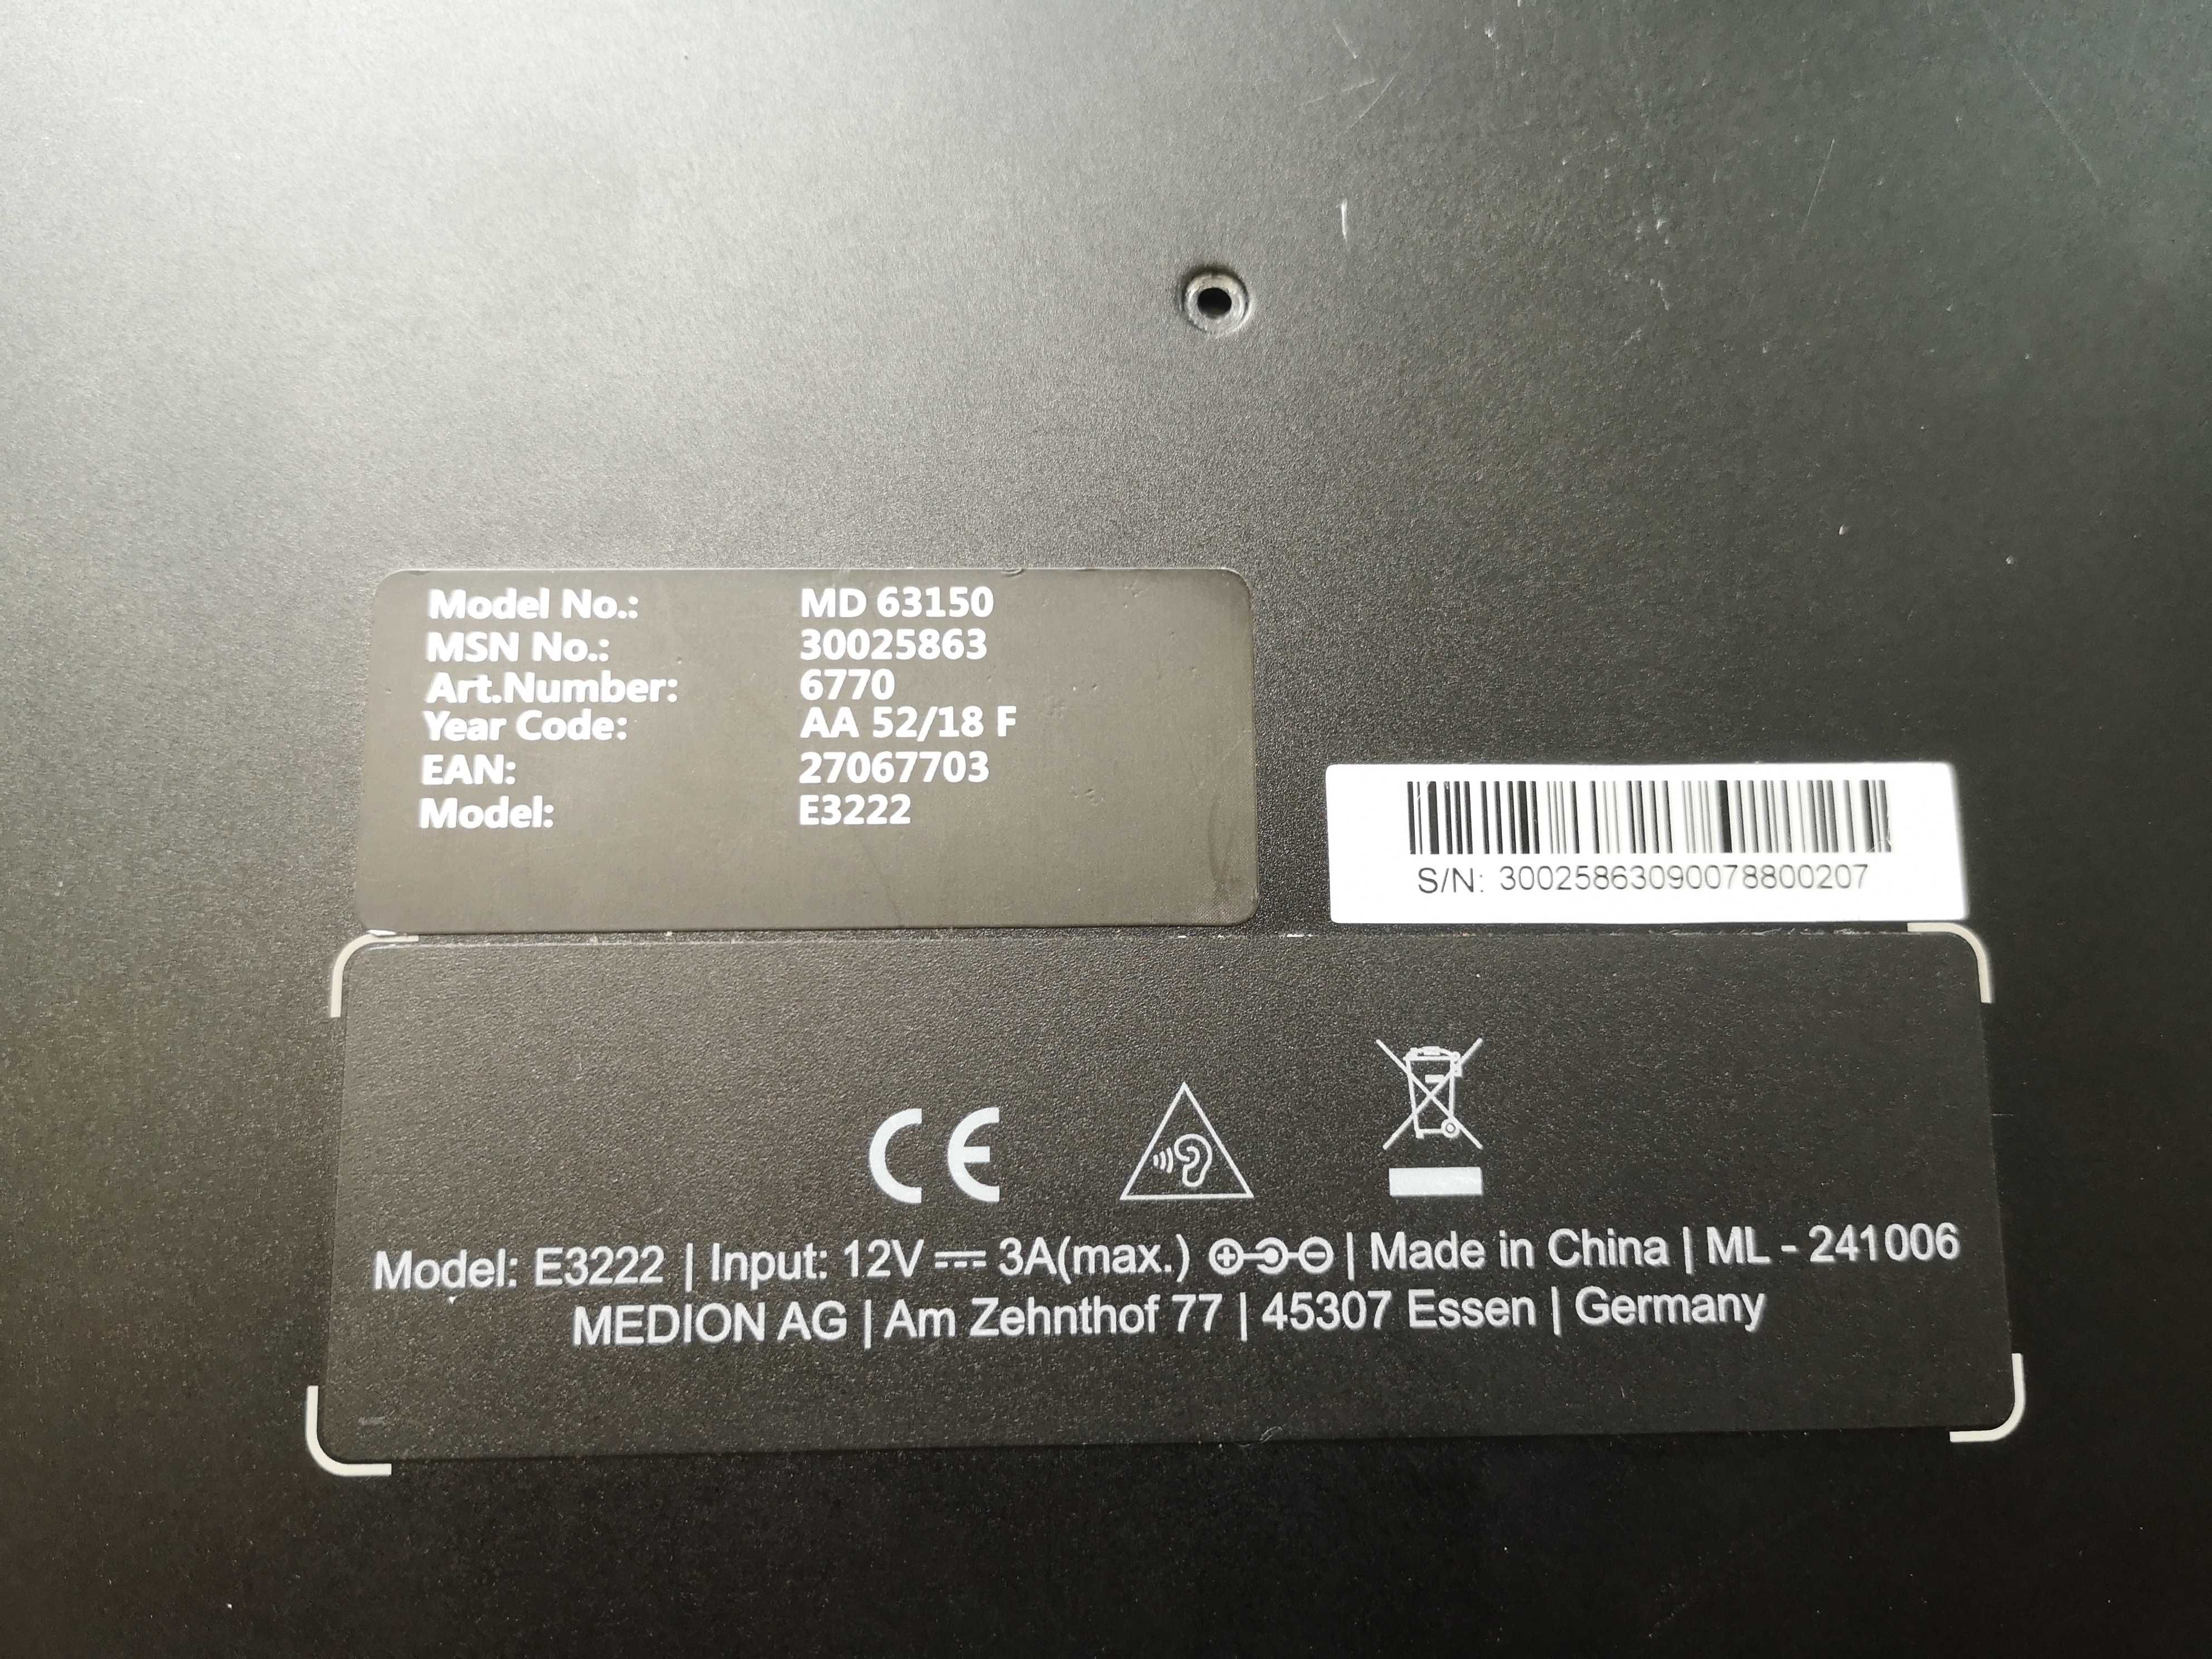 Model No.: MD 63150
MSN No.: 30025863
Art.Number: 6770
Year Code: AA 52/18 F
EAN: 27067703
Model: E3222
S/N: 30025863090078800207
CE
Model: E3222 | Input: 12V ⎓ 3A(max.) | Made in China | ML - 241006
MEDION AG | Am Zehnthof 77 | 45307 Essen | Germany